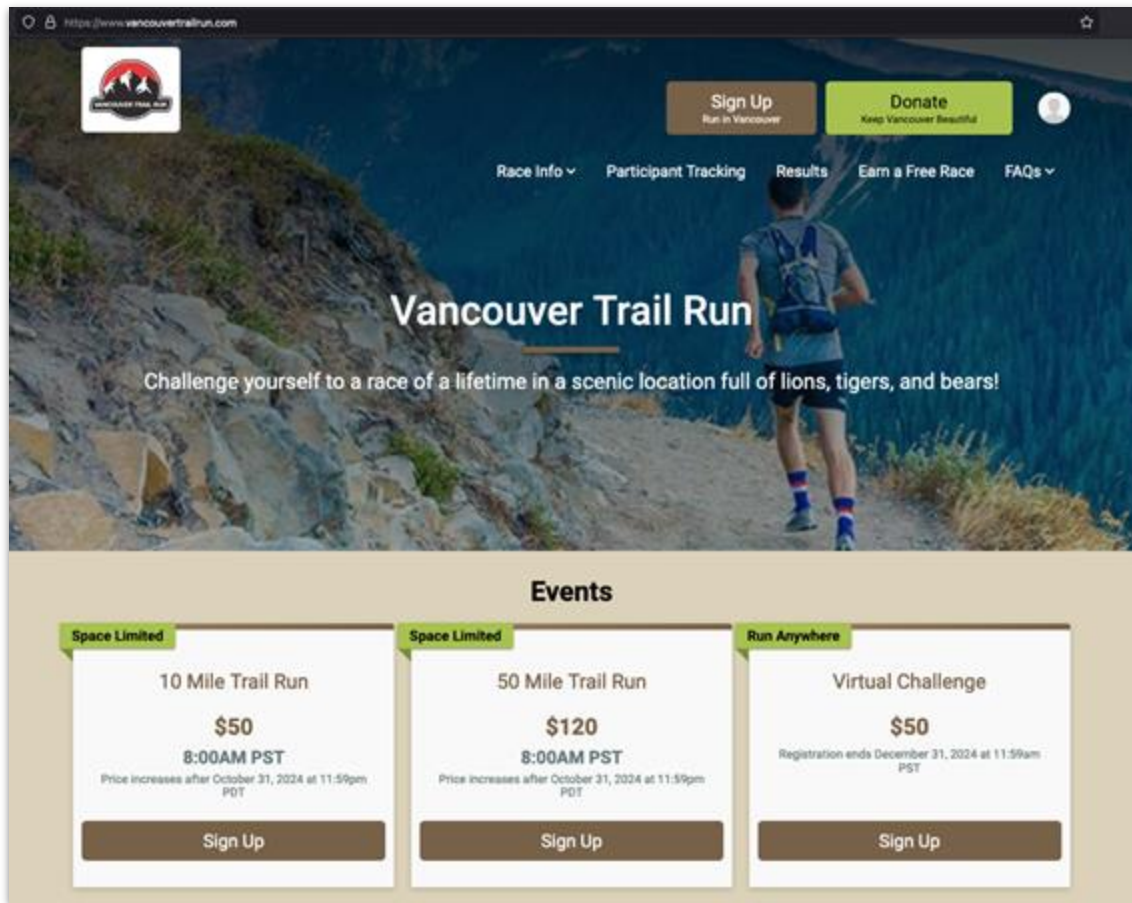 https://www.vancouvertrailrun.com
VANCOUVER TRAIL RUN
Sign Up
Run in Vancouver
Donate
Keep Vancouver Beautiful
Race Info
Participant Tracking
Results
Earn a Free Race
FAQs
Vancouver Trail Run
Challenge yourself to a race of a lifetime in a scenic location full of lions, tigers, and bears!
Events
Space Limited
10 Mile Trail Run
$50
8:00AM PST
Price increases after October 31, 2024 at 11:59pm
PDT
Sign Up
Space Limited
50 Mile Trail Run
$120
8:00AM PST
Price increases after October 31, 2024 at 11:59pm
PDT
Sign Up
Run Anywhere
Virtual Challenge
$50
Registration ends December 31, 2024 at 11:59am
PST
Sign Up